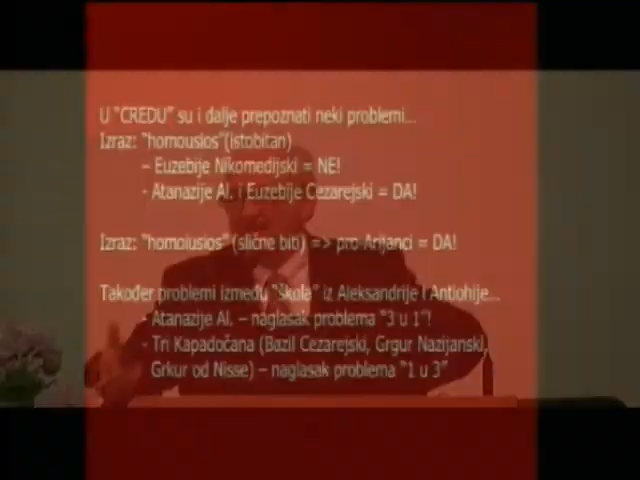 U "CREDU" su i dalje prepoznati neki problemi...
Izraz: "homousios"(istobitan)
– Euzebije Nikomedijski = NE!
- Atanazije Al. i Euzebije Cezarejski = DA!
Izraz: "homoiusios" (slične biti) => pro Arijanci = DA!
Također problemi između "škola" iz Aleksandrije i Antiohije...
- Atanazije Al. – naglasak problema "3 u 1"!
- Tri Kapadočana (Bazil Cezarejski, Grgur Nazijanski,
Grkur od Nisse) – naglasak problema "1 u 3"